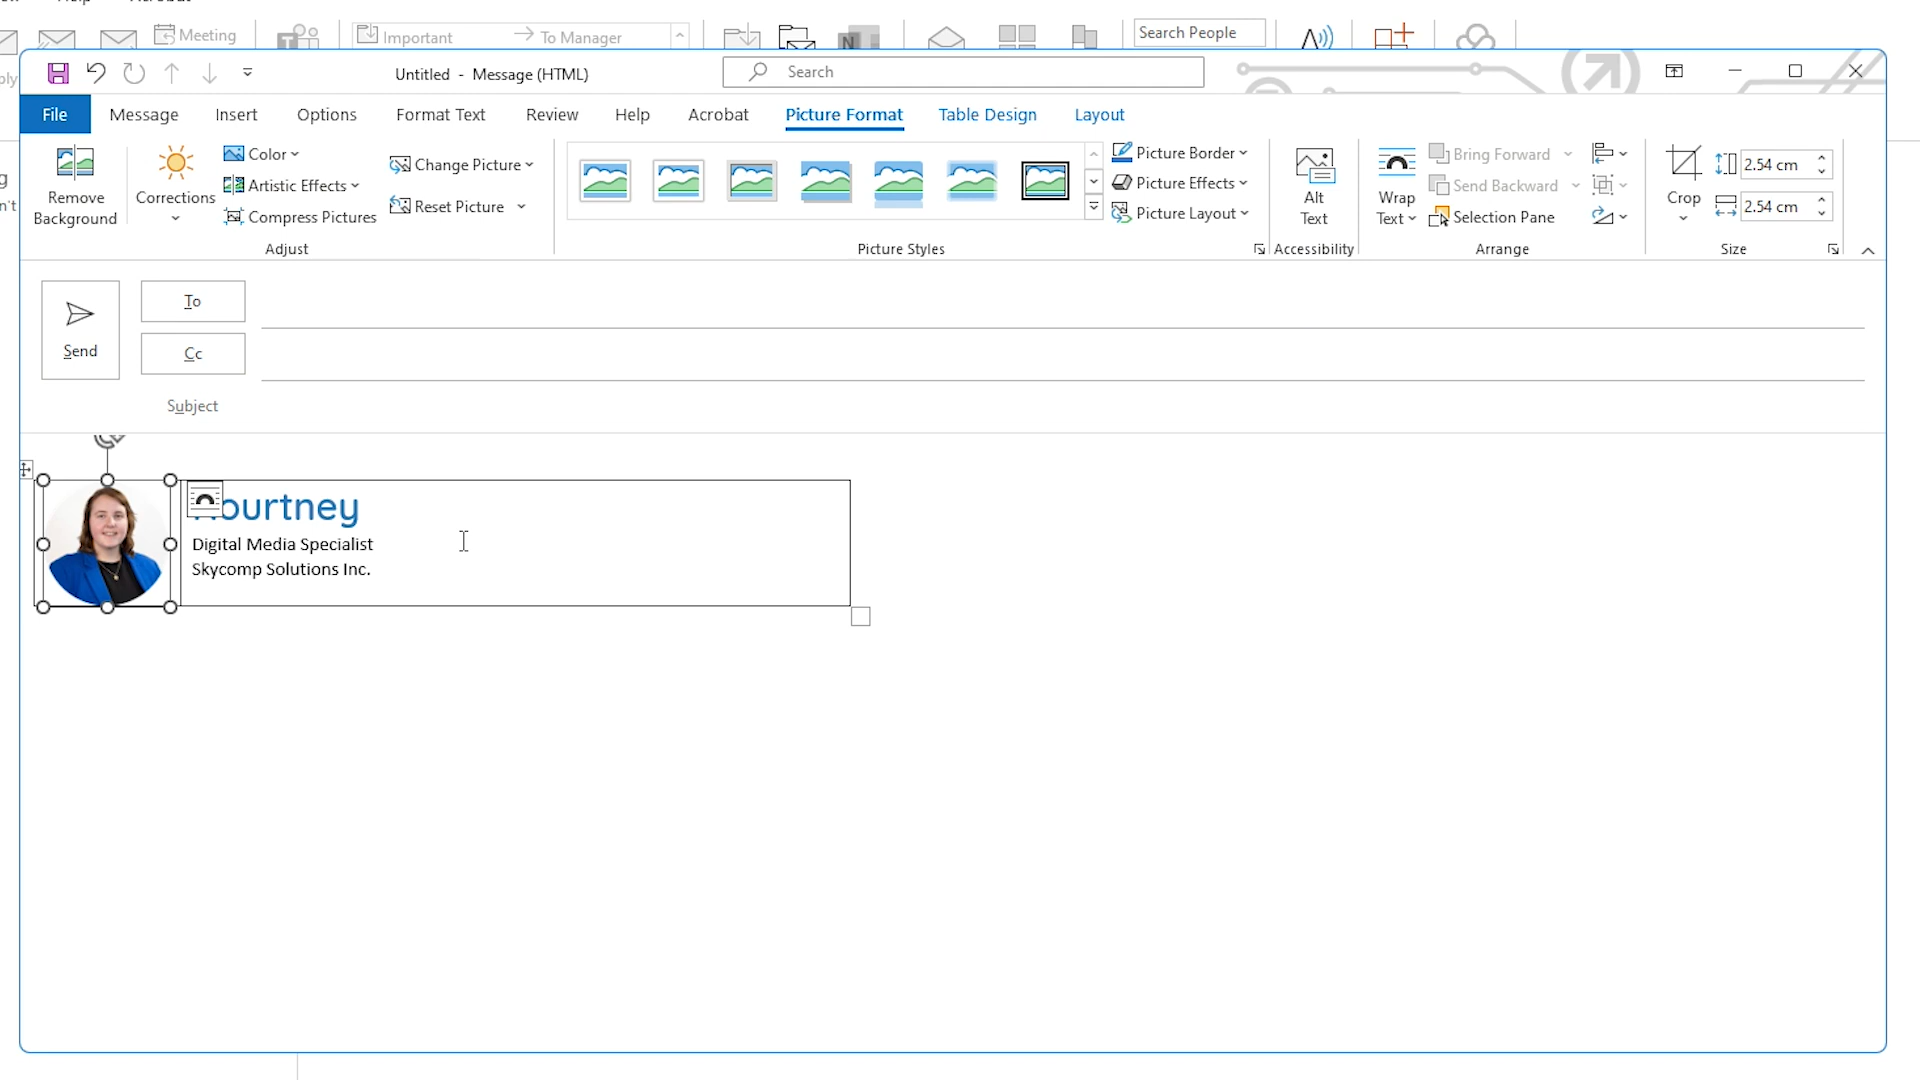 Help
Acrobat
Meeting
Important
To Manager
Search People
Untitled - Message (HTML)
Search
File
Message
Insert
Options
Format Text
Review
Help
Acrobat
Picture Format
Table Design
Layout
Remove
Background
Corrections
Color
Artistic Effects
Compress Pictures
Change Picture
Reset Picture
Adjust
Picture Styles
Picture Border
Picture Effects
Picture Layout
Alt
Text
Accessibility
Wrap
Text
Bring Forward
Send Backward
Selection Pane
Arrange
Crop
2.54 cm
2.54 cm
Size
Send
To
Cc
Subject
ourtney
Digital Media Specialist
Skycomp Solutions Inc.